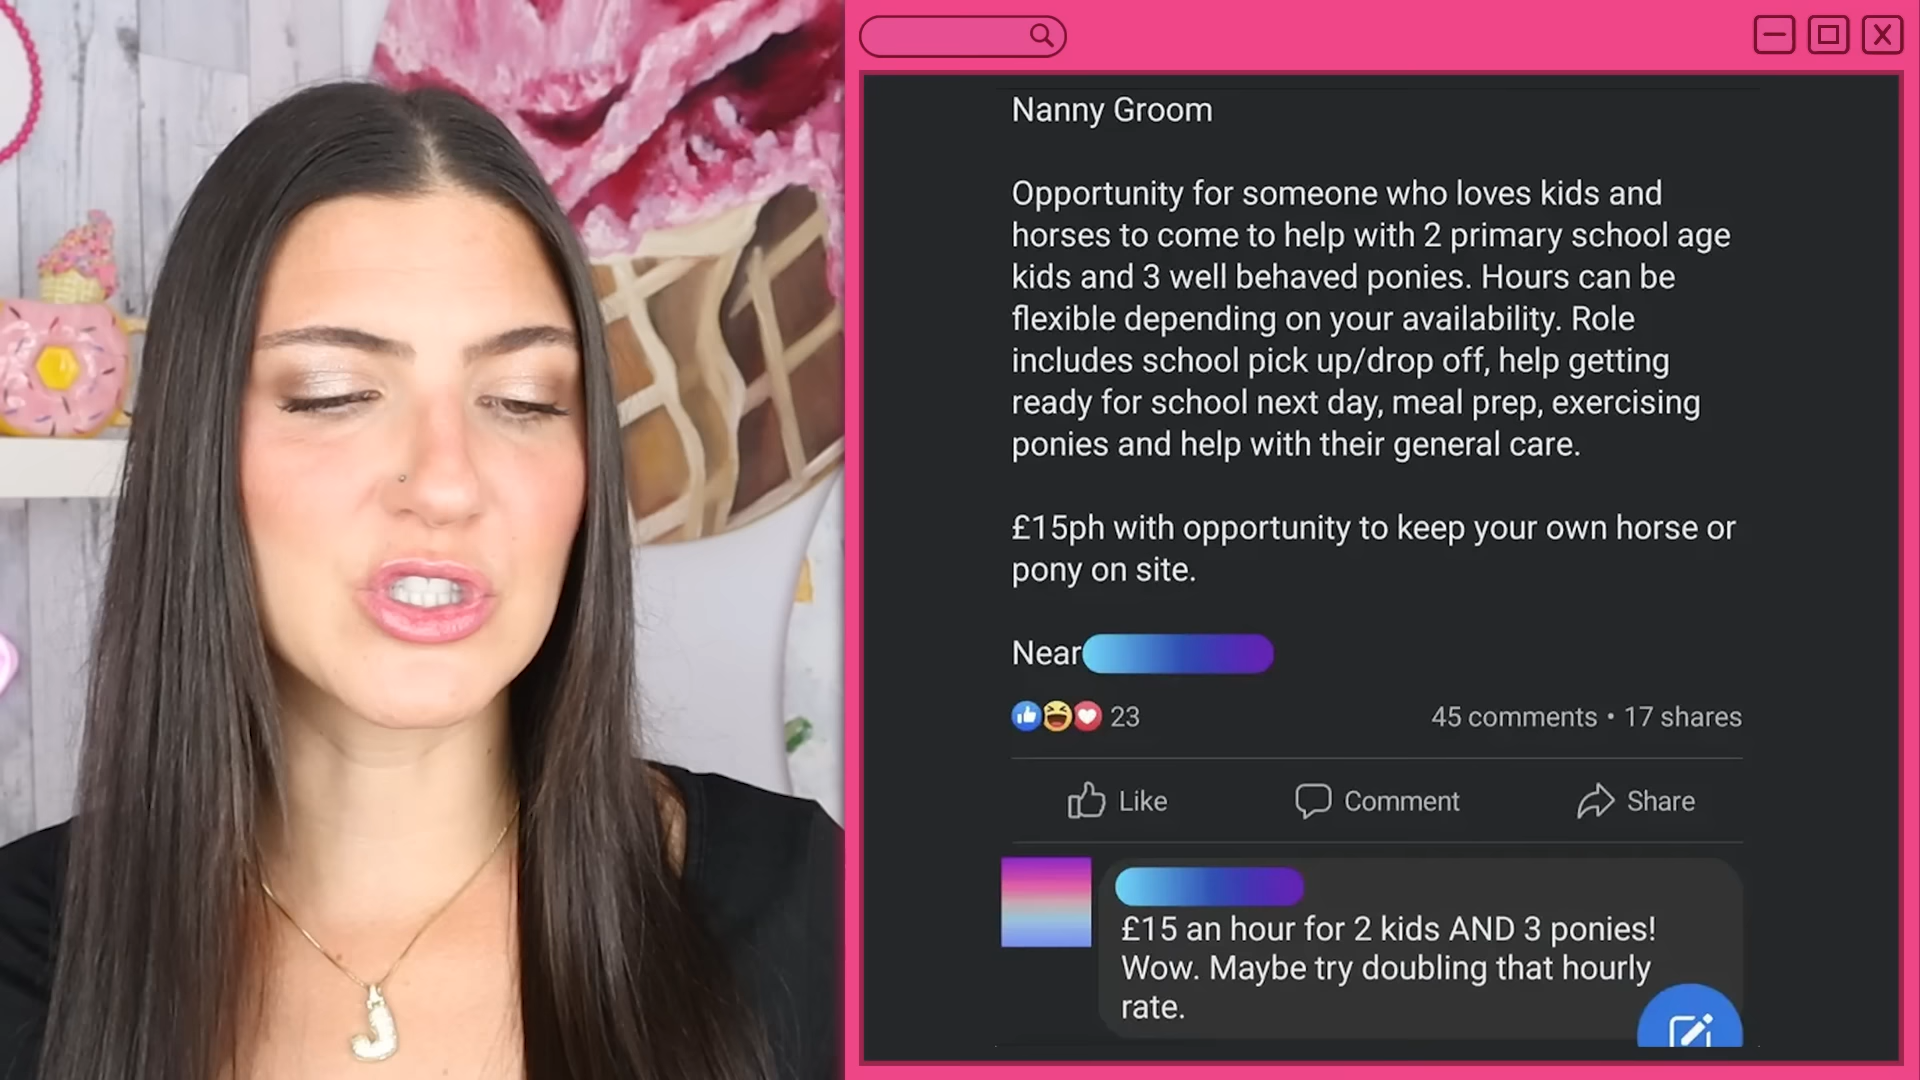 Nanny Groom
Opportunity for someone who loves kids and
horses to come to help with 2 primary school age
kids and 3 well behaved ponies. Hours can be
flexible depending on your availability. Role
includes school pick up/drop off, help getting
ready for school next day, meal prep, exercising
ponies and help with their general care.
£15ph with opportunity to keep your own horse or
pony on site.
Near
23
45 comments • 17 shares
Like
Comment
Share
£15 an hour for 2 kids AND 3 ponies!
Wow. Maybe try doubling that hourly
rate.
J